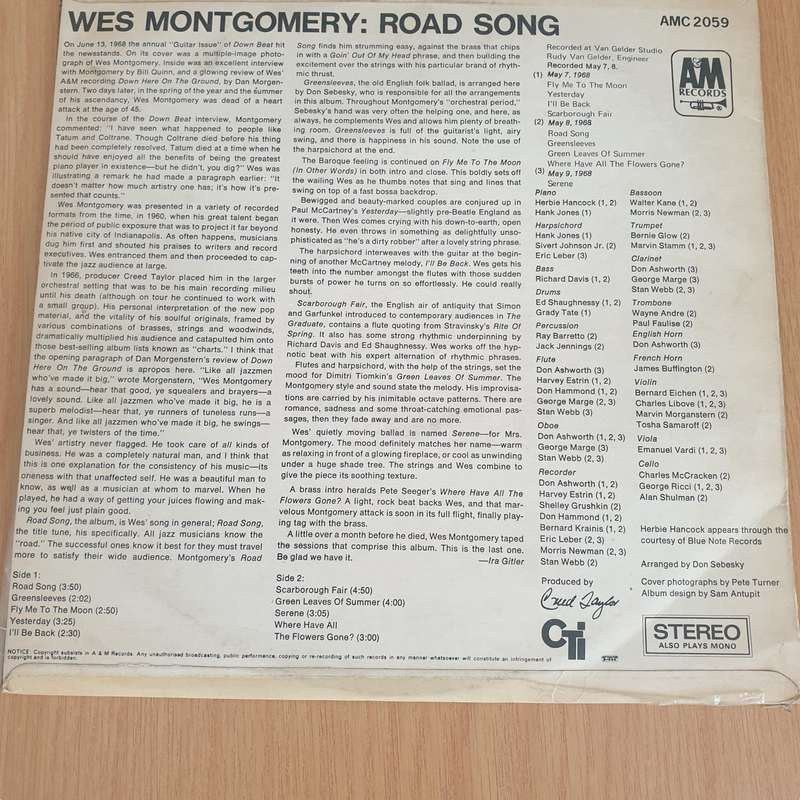 WES MONTGOMERY: ROAD SONG
AMC 2059
On June 13, 1968 the annual "Guitar Issue" of Down Beat hit
the newsstands. On its cover was a multiple-image photo-
graph of Wes Montgomery. Inside was an excellent interview
with Montgomery by Bill Quinn, and a glowing review of Wes'
A&M recording Down Here On The Ground, by Dan Morgen-
stern. Two days later, in the spring of the year and the summer
of his ascendancy, Wes Montgomery was dead of a heart
attack at the age of 45.
In the course of the Down Beat interview, Montgomery
commented: "I have seen what happened to people like
Tatum and Coltrane. Though Coltrane died before his thing
had been completely resolved. Tatum died at a time when he
should have enjoyed all the benefits of being the greatest
piano player in existence—but he didn't, you dig?" Wes was
illustrating a remark he had made a paragraph earlier: "It
doesn't matter how much artistry one has; it's how it's pre-
sented that counts."
Wes Montgomery was presented in a variety of recorded
formats from the time, in 1960, when his great talent began
the period of public exposure that was to project it far beyond
his native city of Indianapolis. As often, happens, musicians
dug him first and shouted his praises to writers and record
executives. Wes entranced them and then proceeded to cap-
tivate the jazz audience at large.
In 1966, producer Creed Taylor placed him in the larger
orchestral setting that was to be his main recording milieu
until his death (although on tour he continued to work with
a small group). His personal interpretation of the new pop
material, and the vitality of his soulful originals, framed by
various combinations of brasses, strings and woodwinds,
dramatically multiplied his audience and catapulted him onto
those best-selling album lists known as "charts." I think that
the opening paragraph of Dan Morgenstern's review of Down
Here On The Ground is apropos here. "Like all jazzmen
who've made it big," wrote Morgenstern, "Wes Montgomery
has a sound—hear that good, ye squealers and brayers—a
lovely sound. Like all jazzmen who've made it big, he is a
superb melodist—hear that, ye runners of tuneless runs—a
singer. And like all jazzmen who've made it big, he swings—
hear that, ye twisters of the time."
Wes' artistry never flagged. He took care of all kinds of
business. He was a completely natural man, and I think that
this is one explanation for the consistency of his music—its
oneness with that unaffected self. He was a beautiful man to
know, as well as a musician at whom to marvel. When he
played, he had a way of getting your juices flowing and mak-
ing you feel just plain good.
Road Song, the album, is Wes' song in general; Road Song,
the title tune, his specifically. All jazz musicians know the
"road." The successful ones know it best for they must travel
more to satisfy their wide audience. Montgomery's Road
Song finds him strumming easy, against the brass that chips
in with a Goin' Out Of My Head phrase, and then building the
excitement over the strings with his particular brand of rhyth-
mic thrust.
Greensleeves, the old English folk ballad, is arranged here
by Don Sebesky, who is responsible for all the arrangements
in this album. Throughout Montgomery's "orchestral period,"
Sebesky's hand was very often the helping one, and here, as
always, he complements Wes and allows him plenty of breath-
ing room. Greensleeves is full of the guitarist's light, airy
swing, and there is happiness in his sound. Note the use of
the harpsichord at the end.
The Baroque feeling is continued on Fly Me To The Moon
(In Other Words) in both intro and close. This boldly sets off
the wailing Wes as he thumbs notes that sing and lines that
swing on top of a fast bossa backdrop.
Bewigged and beauty-marked couples are conjured up in
Paul McCartney's Yesterday—slightly pre-Beatle England as
it were. Then Wes comes crying with his down-to-earth, open
honesty. He even throws in something as delightfully unso-
phisticated as "he's a dirty robber" after a lovely string phrase.
The harpsichord interweaves with the guitar at the begin-
ning of another McCartney melody, I'll Be Back. Wes gets his
teeth into the number amongst the flutes with those sudden
bursts of power he turns on so effortlessly. He could really
shout.
Scarborough Fair, the English air of antiquity that Simon
and Garfunkel introduced to contemporary audiences in The
Graduate, contains a flute quoting from Stravinsky's Rite Of
Spring. It also has some strong rhythmic underpinning by
Richard Davis and Ed Shaughnessy. Wes works off the hyp-
notic beat with his expert alternation of rhythmic phrases.
Flutes and harpsichord, with the help of the strings, set the
mood for Dimitri Tiomkin's Green Leaves Of Summer. The
Montgomery style and sound state the melody. His improvisa-
tions are carried by his inimitable octave patterns. There are
romance, sadness and some throat-catching emotional pas-
sages, then they fade away and are no more.
Wes' quietly moving ballad is named Serene—for Mrs.
Montgomery. The mood definitely matches her name—warm
as relaxing in front of a glowing fireplace, or cool as unwinding
under a huge shade tree. The strings and Wes combine to
give the piece its soothing texture.
A brass intro heralds Pete Seeger's Where Have All The
Flowers Gone? A light, rock beat backs Wes, and that mar-
velous Montgomery attack is soon in its full flight, finally play-
ing tag with the brass.
A little over a month before he died, Wes Montgomery taped
the sessions that comprise this album. This is the last one.
Be glad we have it.
—Ira Gitler
Recorded at Van Gelder Studio
Rudy Van Gelder, Engineer
Recorded May 7, 8.
(1) May 7, 1968
Fly Me To The Moon
Yesterday
I'll Be Back
Scarborough Fair
(2) May 8, 1968
Road Song
Greensleeves
Green Leaves Of Summer
Where Have All The Flowers Gone?
(3) May 9, 1968
Serene
A&M
RECORDS
®
Piano
Herbie Hancock (1, 2)
Hank Jones (1)
Harpsichord
Hank Jones (1)
Sivert Johnson Jr. (2)
Eric Leber (3)
Bass
Richard Davis (1, 2)
Drums
Ed Shaughnessy (1, 2)
Grady Tate (1)
Percussion
Ray Barretto (2)
Jack Jennings (2)
Flute
Don Ashworth (3)
Harvey Estrin (1, 2)
Don Hammond (1, 2)
George Marge (2, 3)
Stan Webb (3)
Oboe
Don Ashworth (1, 2, 3)
George Marge (3)
Stan Webb (2, 3)
Recorder
Don Ashworth (1, 2, 3)
Harvey Estrin (1, 2, 3)
Shelley Grushkin (2)
Don Hammond (1, 2)
Bernard Krainis (1, 2)
Eric Leber (2, 3)
Morris Newman (2, 3)
Stan Webb (2)
Bassoon
Walter Kane (1, 2)
Morris Newman (2, 3)
Trumpet
Bernie Glow (2)
Marvin Stamm (1, 2, 3)
Clarinet
Don Ashworth (3)
George Marge (3)
Stan Webb (2, 3)
Trombone
Wayne Andre (2)
Paul Faulise (2)
English Horn
Don Ashworth (3)
French Horn
James Buffington (2)
Violin
Bernard Eichen (1, 2, 3)
Charles Libove (1, 2, 3)
Marvin Morganstern (2)
Tosha Samaroff (2)
Viola
Emanuel Vardi (1, 2, 3)
Cello
Charles McCracken (2)
George Ricci (1, 2, 3)
Alan Shulman (2)
Herbie Hancock appears through the
courtesy of Blue Note Records
Arranged by Don Sebesky
Cover photographs by Pete Turner
Album design by Sam Antupit
Side 1:
Road Song (3:50)
Greensleeves (2:02)
Fly Me To The Moon (2:50)
Yesterday (3:25)
I'll Be Back (2:30)
Side 2:
Scarborough Fair (4:50)
Green Leaves Of Summer (4:00)
Serene (3:05)
Where Have All
The Flowers Gone? (3:00)
Produced by
Creed Taylor
CTi
STEREO
ALSO PLAYS MONO
NOTICE: Copyright subsists in A & M Records. Any unauthorised broadcasting, public performance, copying or re-recording of such records in any manner whatsoever will constitute an infringement of
copyright and is forbidden.